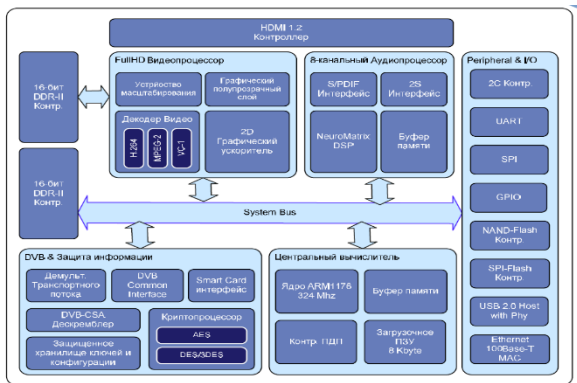 HDMI 1.2
Контроллер
16-бит
DDR-II
Контр.
FullHD Видеопроцессор
Устройство
масштабирования
Графический
полупрозрачный
слой
Декодер Видео
H.264
MPEG-2
VC-1
2D
Графический
ускоритель
8-канальный Аудиопроцессор
S/PDIF
Интерфейс
2S
Интерфейс
NeuroMatrix
DSP
Буфер
памяти
Peripheral & I/O
2C Контр.
UART
SPI
GPIO
NAND-Flash
Контр.
SPI-Flash
Контр.
USB 2.0 Host
with Phy
Ethernet
100Base-T
MAC
16-бит
DDR-II
Контр.
System Bus
DVB & Защита информации
Демульт.
Транспортного
потока
DVB
Common
Interface
Smart Card
интерфейс
DVB-CSA
Дескремблер
Защищенное
хранилище ключей и
конфигурации
Криптопроцессор
AES
DES/3DES
Центральный вычислитель
Ядро ARM1176
324 Mhz
Буфер памяти
Контр. ПДП
Загрузочное
ПЗУ
8 Kbyte